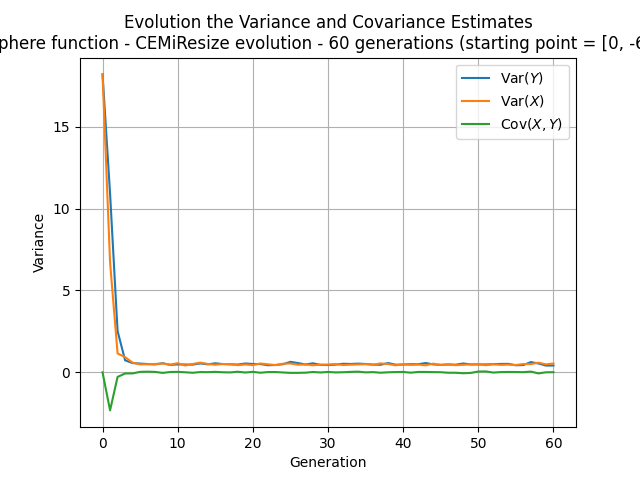 Evolution the Variance and Covariance Estimates
phere function - CEMiResize evolution - 60 generations (starting point = [0, -6
Var(Y)
Var(X)
Cov(X, Y)
Variance
15
10
5
0
0 10 20 30 40 50 60
Generation